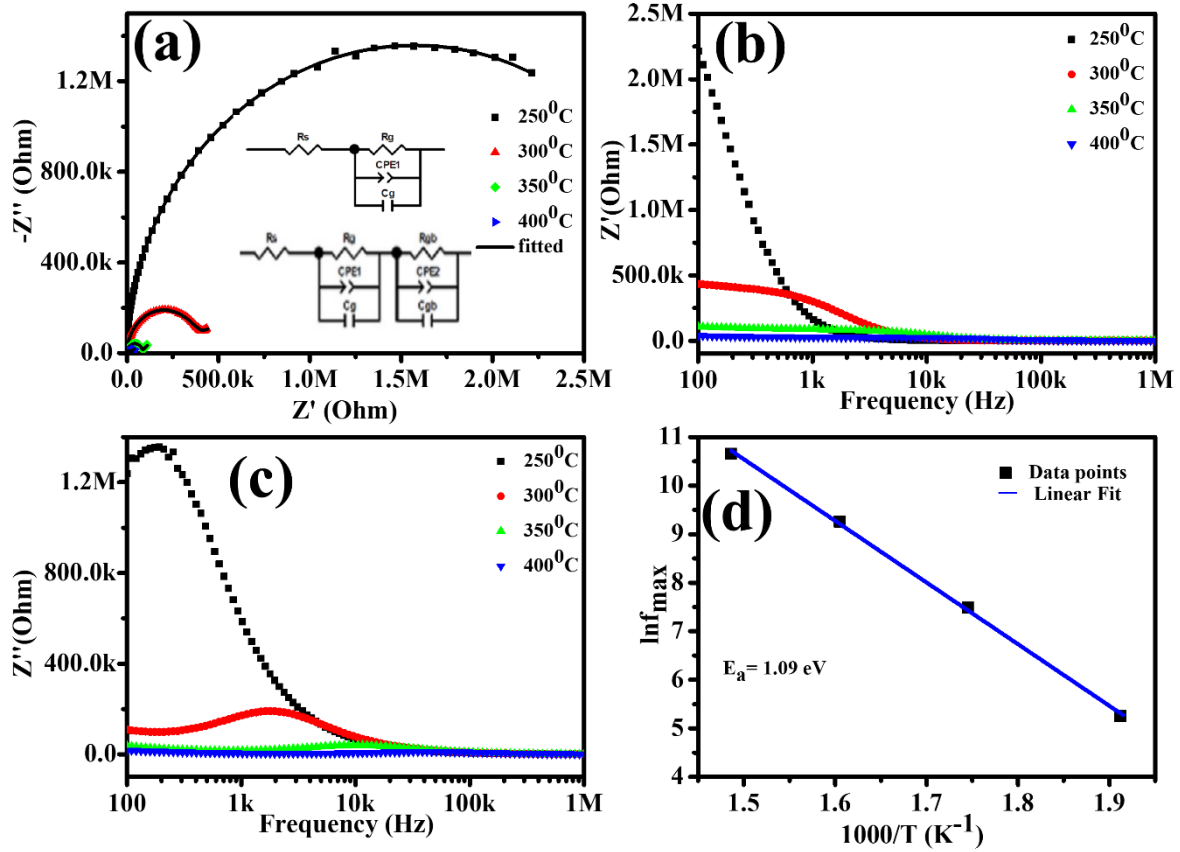 (a)
1.2M
800.0k
400.0k
0.0
-Z'' (Ohm)
250⁰C
300⁰C
350⁰C
400⁰C
fitted
Rs Rg
CPE1
Cg
Rs Rg Rgb
CPE1 CPE2
Cg Cgb
0.0 500.0k 1.0M 1.5M 2.0M 2.5M
Z' (Ohm)
(b)
2.5M
2.0M
1.5M
1.0M
500.0k
0.0
Z'(Ohm)
250⁰C
300⁰C
350⁰C
400⁰C
100 1k 10k 100k 1M
Frequency (Hz)
(c)
1.2M
800.0k
400.0k
0.0
Z''(Ohm)
250⁰C
300⁰C
350⁰C
400⁰C
100 1k 10k 100k 1M
Frequency (Hz)
(d)
11
10
9
8
7
6
5
4
lnfmax
Data points
Linear Fit
Ea= 1.09 eV
1.5 1.6 1.7 1.8 1.9
1000/T (K⁻¹)